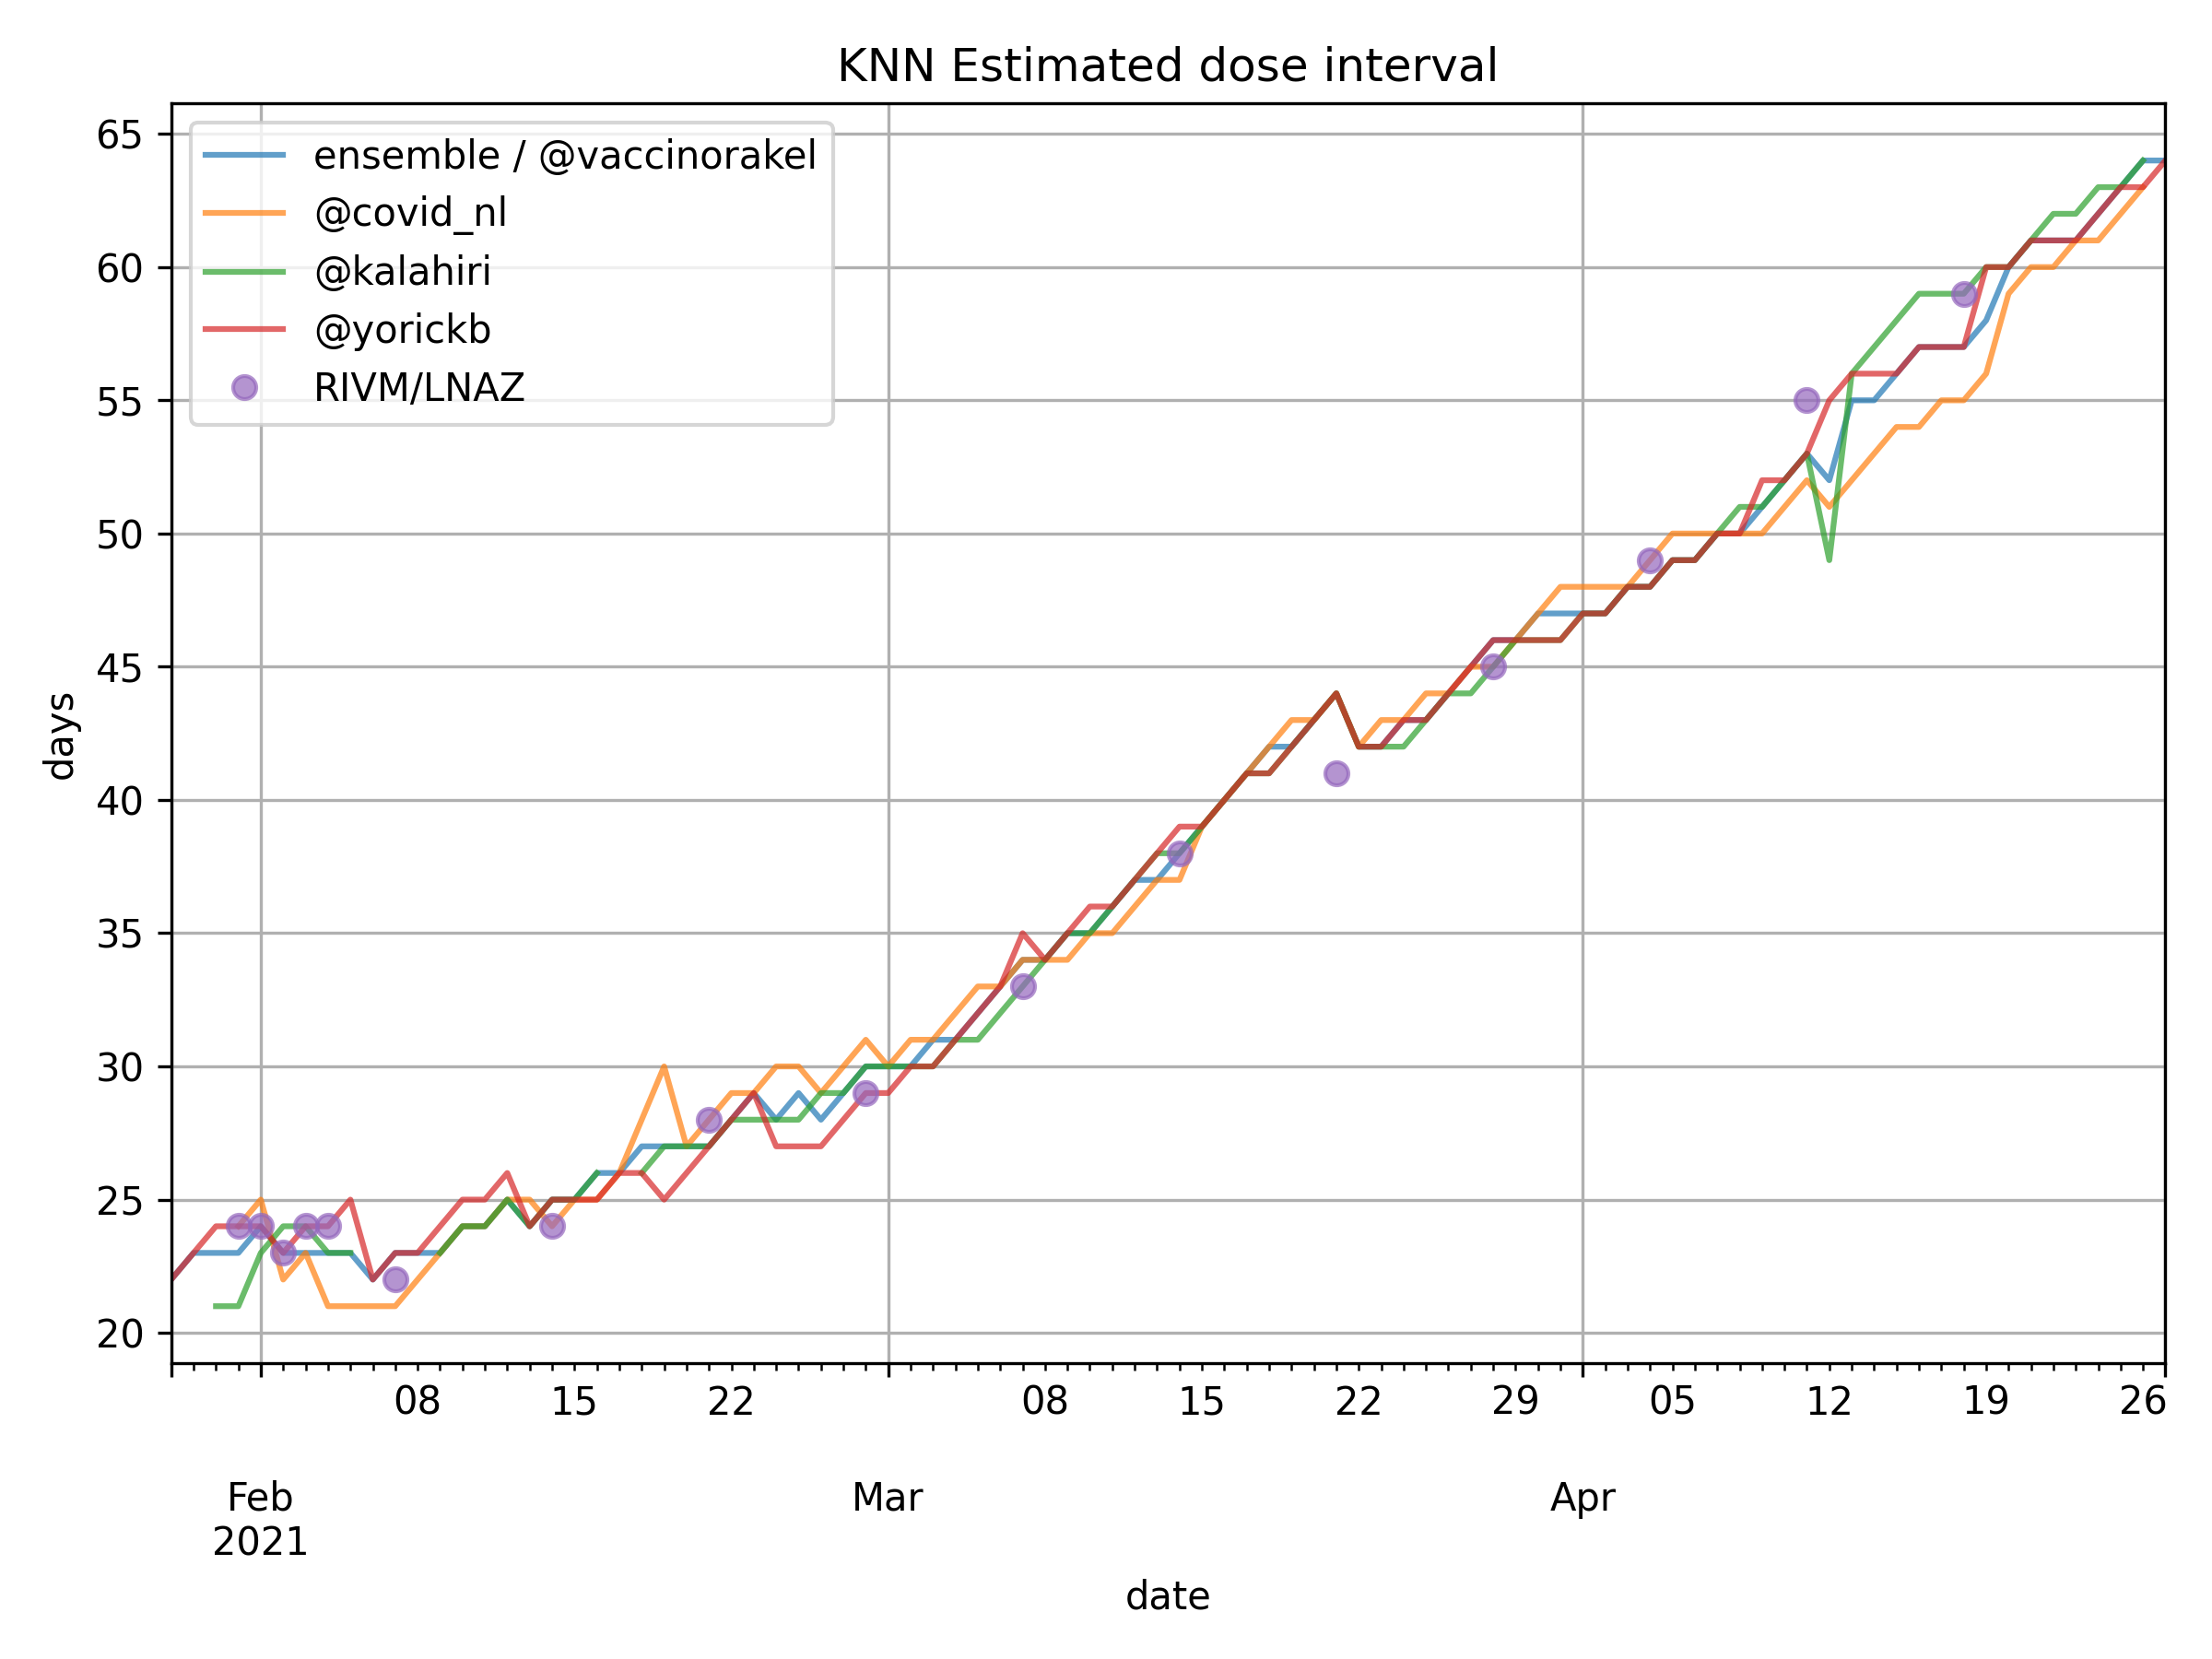 KNN Estimated dose interval
ensemble / @vaccinorakel
@covid_nl
@kalahiri
@yorickb
RIVM/LNAZ
65
60
55
50
45
40
35
30
25
20
days
08 15 22 08 15 22 29 05 12 19 26
Feb Mar Apr
2021
date